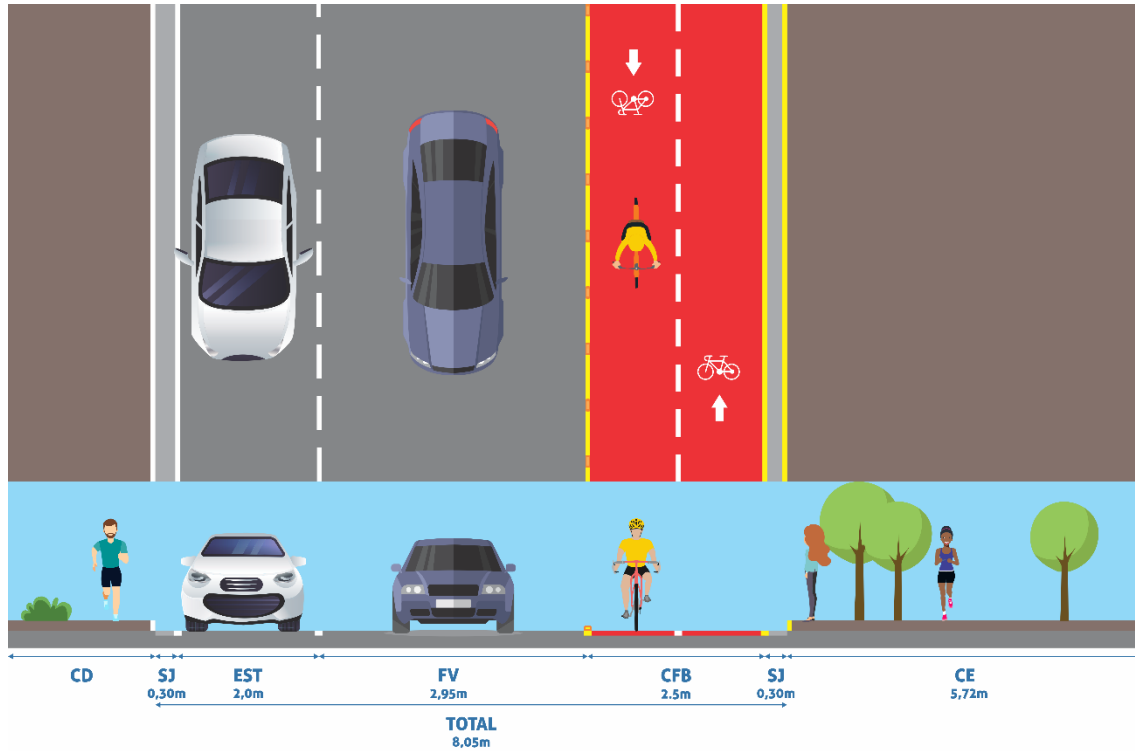 CD
SJ
0,30m
EST
2,0m
FV
2,95m
CFB
2.5m
SJ
0,30m
CE
5,72m
TOTAL
8,05m